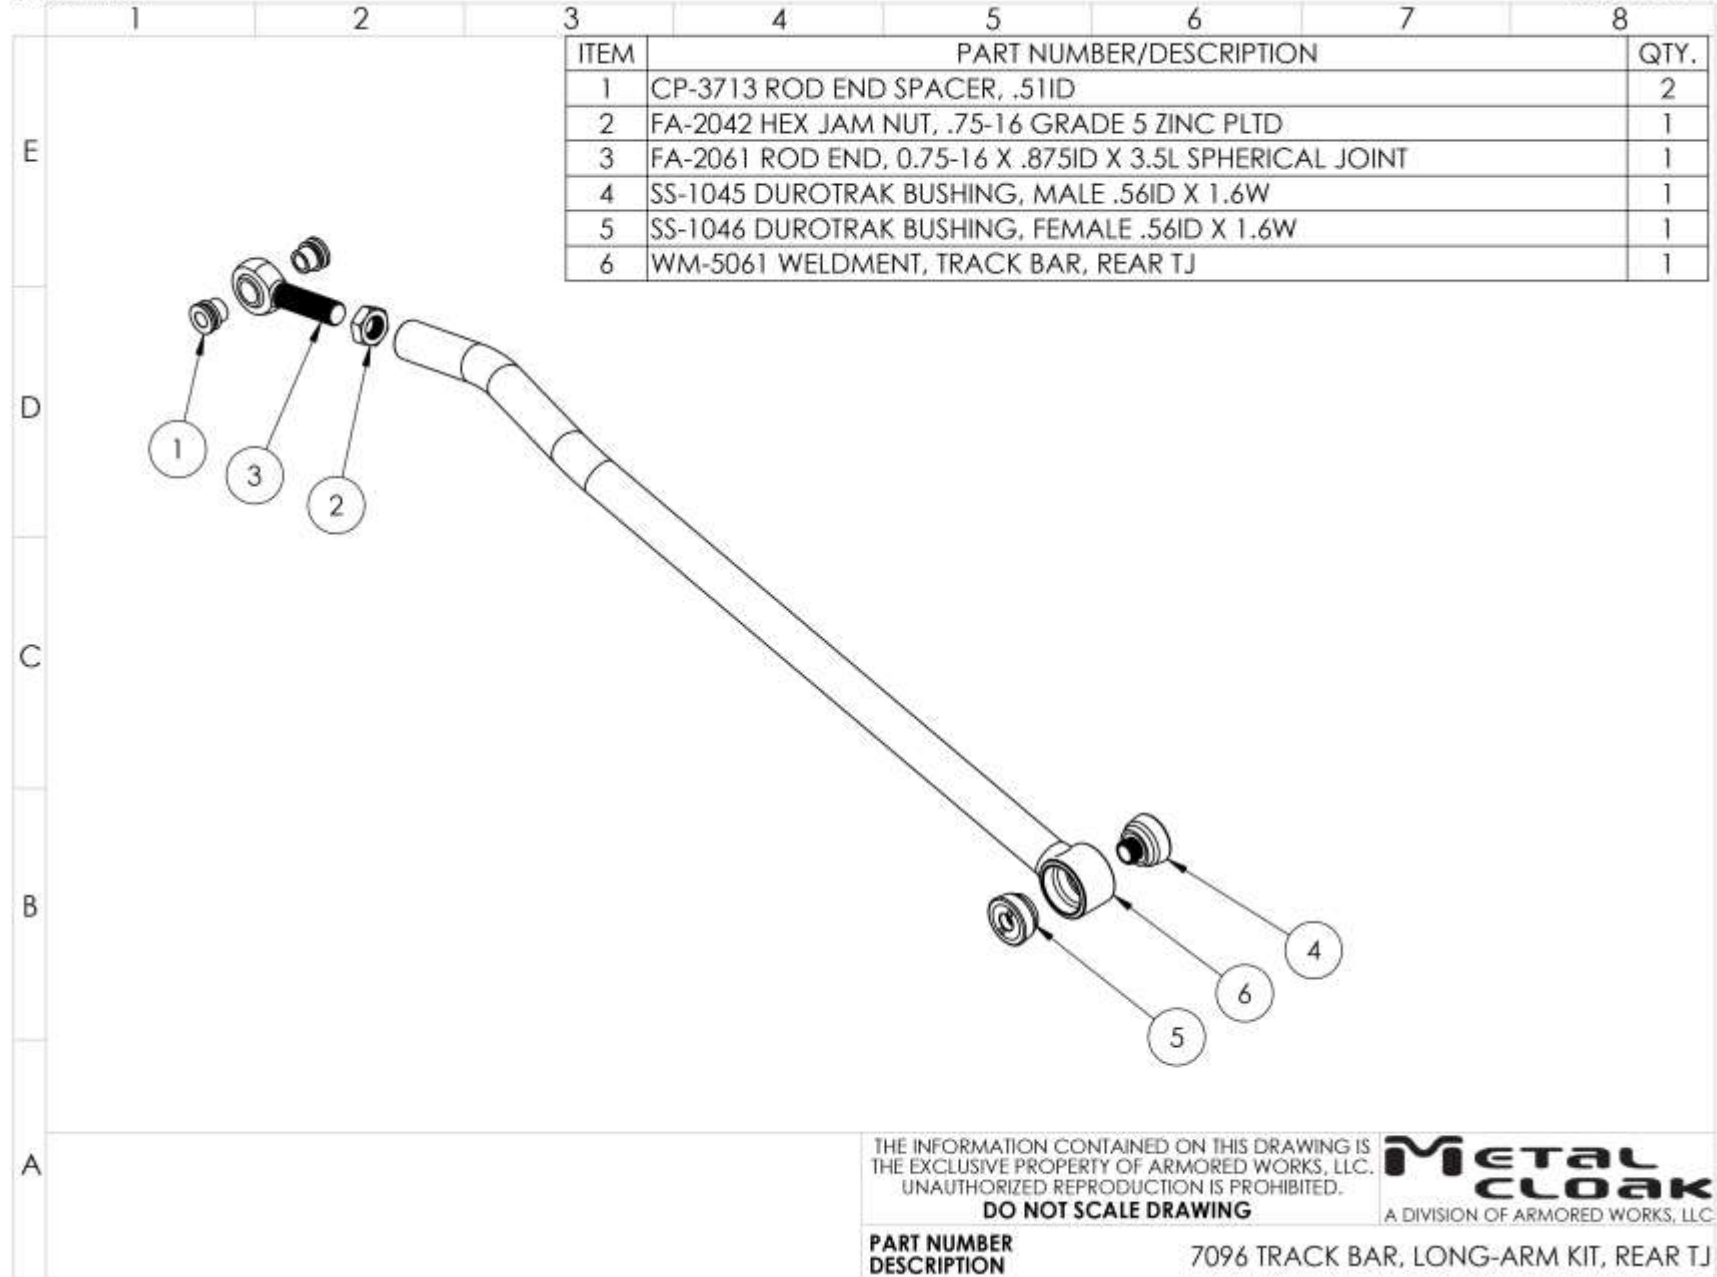 1 2 3 4 5 6 7 8
ITEM PART NUMBER/DESCRIPTION QTY.
1 CP-3713 ROD END SPACER, .51ID 2
2 FA-2042 HEX JAM NUT, .75-16 GRADE 5 ZINC PLTD 1
3 FA-2061 ROD END, 0.75-16 X .875ID X 3.5L SPHERICAL JOINT 1
4 SS-1045 DUROTRAK BUSHING, MALE .56ID X 1.6W 1
5 SS-1046 DUROTRAK BUSHING, FEMALE .56ID X 1.6W 1
6 WM-5061 WELDMENT, TRACK BAR, REAR TJ 1
E
D
1
3
2
C
B
4
6
5
A
THE INFORMATION CONTAINED ON THIS DRAWING IS
THE EXCLUSIVE PROPERTY OF ARMORED WORKS, LLC.
UNAUTHORIZED REPRODUCTION IS PROHIBITED.
DO NOT SCALE DRAWING
METAL
CLOAK
A DIVISION OF ARMORED WORKS, LLC
PART NUMBER
DESCRIPTION
7096 TRACK BAR, LONG-ARM KIT, REAR TJ